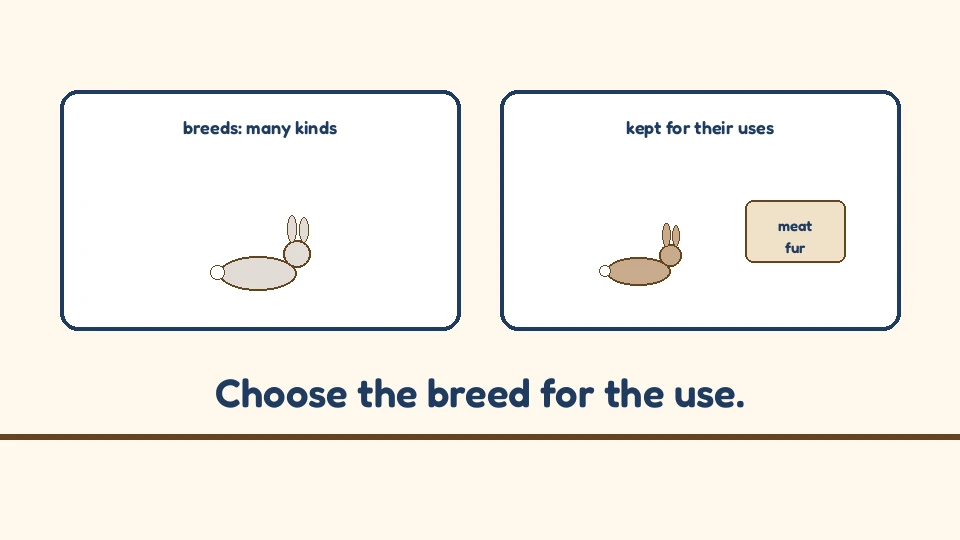 breeds: many kinds
kept for their uses
meat
fur
Choose the breed for the use.